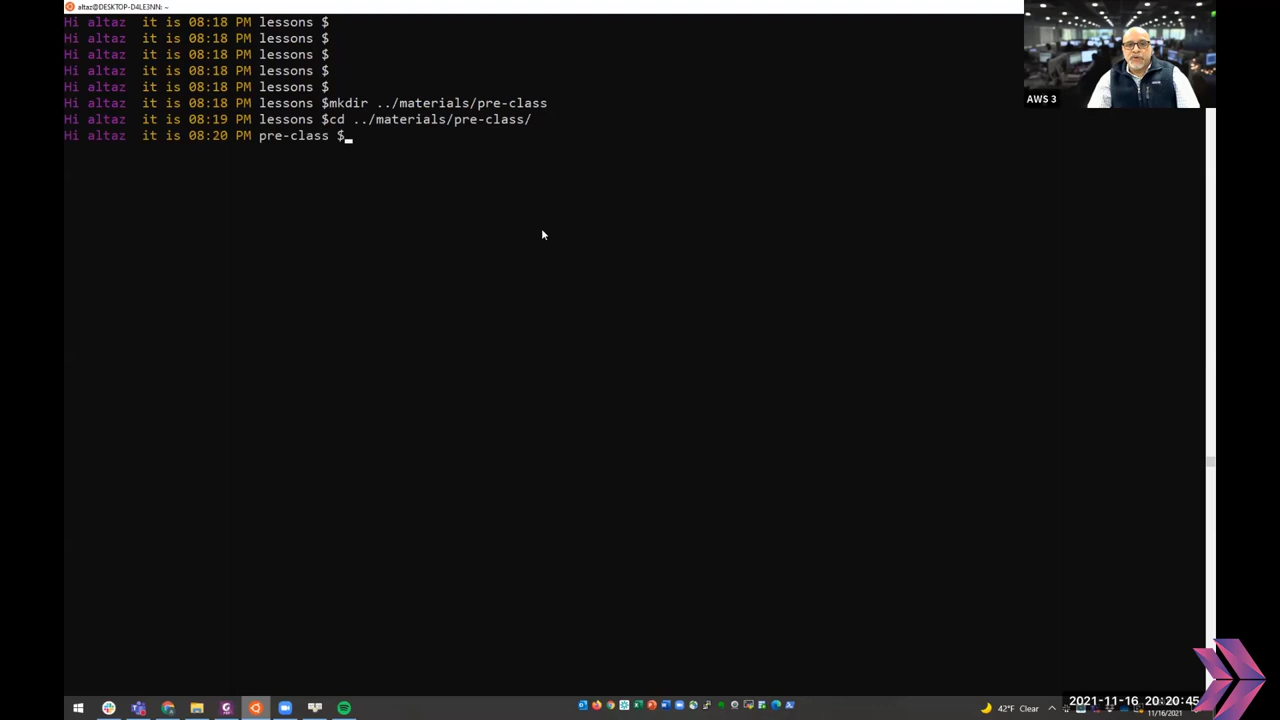 altaz@DESKTOP-D4LE3NN: ~
Hi altaz it is 08:18 PM lessons $
Hi altaz it is 08:18 PM lessons $
Hi altaz it is 08:18 PM lessons $
Hi altaz it is 08:18 PM lessons $
Hi altaz it is 08:18 PM lessons $
Hi altaz it is 08:18 PM lessons $mkdir ../materials/pre-class
Hi altaz it is 08:19 PM lessons $cd ../materials/pre-class/
Hi altaz it is 08:20 PM pre-class $
AWS 3
42°F Clear
2021-11-16 20:20:45
11/16/2021